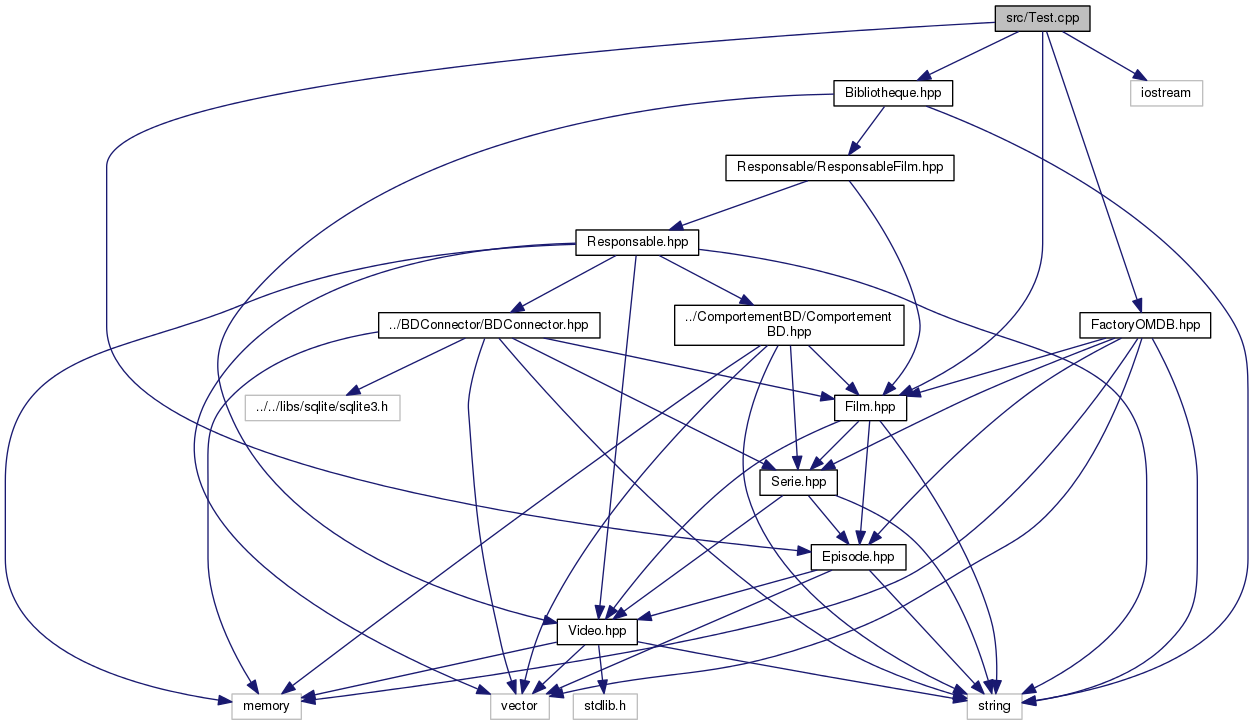 src/Test.cpp
Bibliotheque.hpp
iostream
Responsable/ResponsableFilm.hpp
Responsable.hpp
../BDConnector/BDConnector.hpp
../ComportementBD/Comportement
BD.hpp
FactoryOMDB.hpp
../../libs/sqlite/sqlite3.h
Film.hpp
Serie.hpp
Episode.hpp
Video.hpp
memory
vector
stdlib.h
string